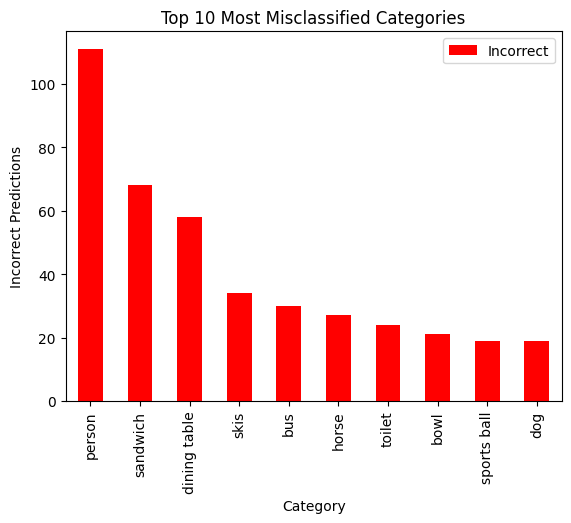 Top 10 Most Misclassified Categories
Incorrect
Incorrect Predictions
100
80
60
40
20
0
person
sandwich
dining table
skis
bus
horse
toilet
bowl
sports ball
dog
Category